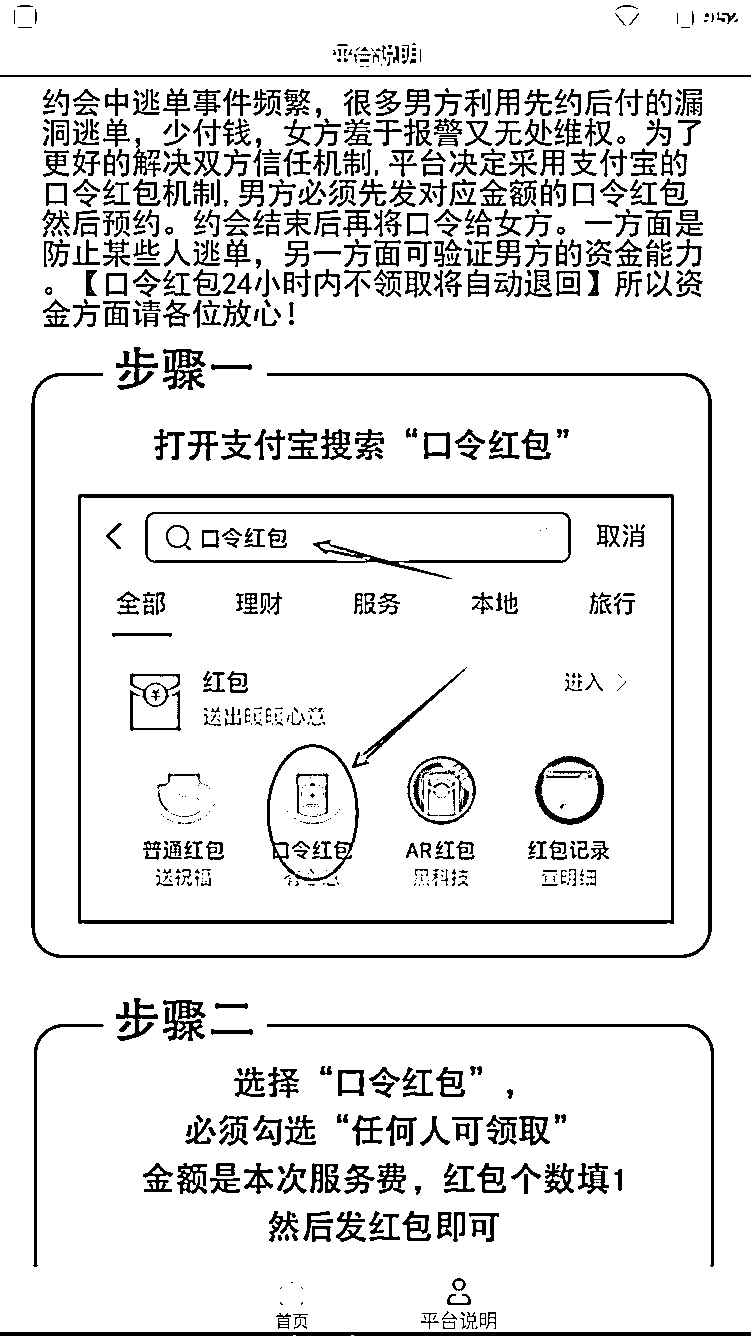 平台说明
约会中逃单事件频繁，很多男方利用先约后付的漏
洞逃单，少付钱，女方羞于报警又无处维权。为了
更好的解决双方信任机制,平台决定采用支付宝的
口令红包机制,男方必须先发对应金额的口令红包
然后预约。约会结束后再将口令给女方。一方面是
防止某些人逃单，另一方面可验证男方的资金能力
。【口令红包24小时内不领取将自动退回】所以资
金方面请各位放心！
步骤一
打开支付宝搜索“口令红包”
口令红包 取消
全部 理财 服务 本地 旅行
红包 进入
送出暖暖心意
普通红包 口令红包 AR红包 红包记录
送祝福 黑科技 查明细
步骤二
选择“口令红包”，
必须勾选“任何人可领取”
金额是本次服务费，红包个数填1
然后发红包即可
首页 平台说明